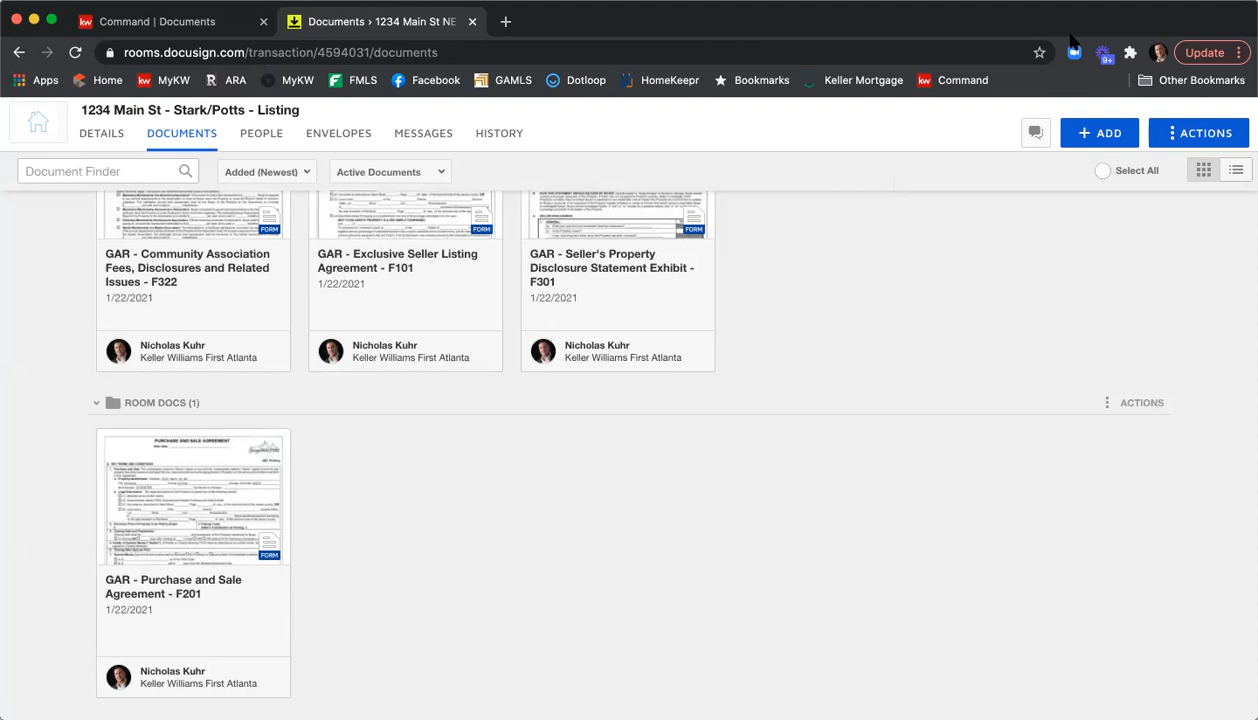 kw Command | Documents
Documents › 1234 Main St NE
rooms.docusign.com/transaction/4594031/documents
9+
Update
Apps
Home
kw MyKW
R ARA
MyKW
FMLS
Facebook
GAMLS
Dotloop
HomeKeepr
Bookmarks
Keller Mortgage
kw Command
Other Bookmarks
1234 Main St - Stark/Potts - Listing
DETAILS
DOCUMENTS
PEOPLE
ENVELOPES
MESSAGES
HISTORY
+ ADD
ACTIONS
Document Finder
Added (Newest)
Active Documents
Select All
FORM
FORM
FORM
GAR - Community Association
Fees, Disclosures and Related
Issues - F322
1/22/2021
Nicholas Kuhr
Keller Williams First Atlanta
GAR - Exclusive Seller Listing
Agreement - F101
1/22/2021
Nicholas Kuhr
Keller Williams First Atlanta
GAR - Seller's Property
Disclosure Statement Exhibit -
F301
1/22/2021
Nicholas Kuhr
Keller Williams First Atlanta
ROOM DOCS (1)
ACTIONS
PURCHASE AND SALE AGREEMENT
FORM
GAR - Purchase and Sale
Agreement - F201
1/22/2021
Nicholas Kuhr
Keller Williams First Atlanta